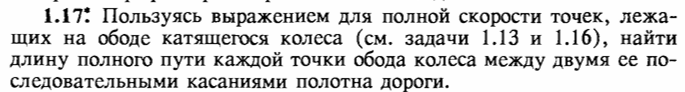 1.17: Пользуясь выражением для полной скорости точек, лежа-
щих на ободе катящегося колеса (см. задачи 1.13 и 1.16), найти
длину полного пути каждой точки обода колеса между двумя ее по-
следовательными касаниями полотна дороги.